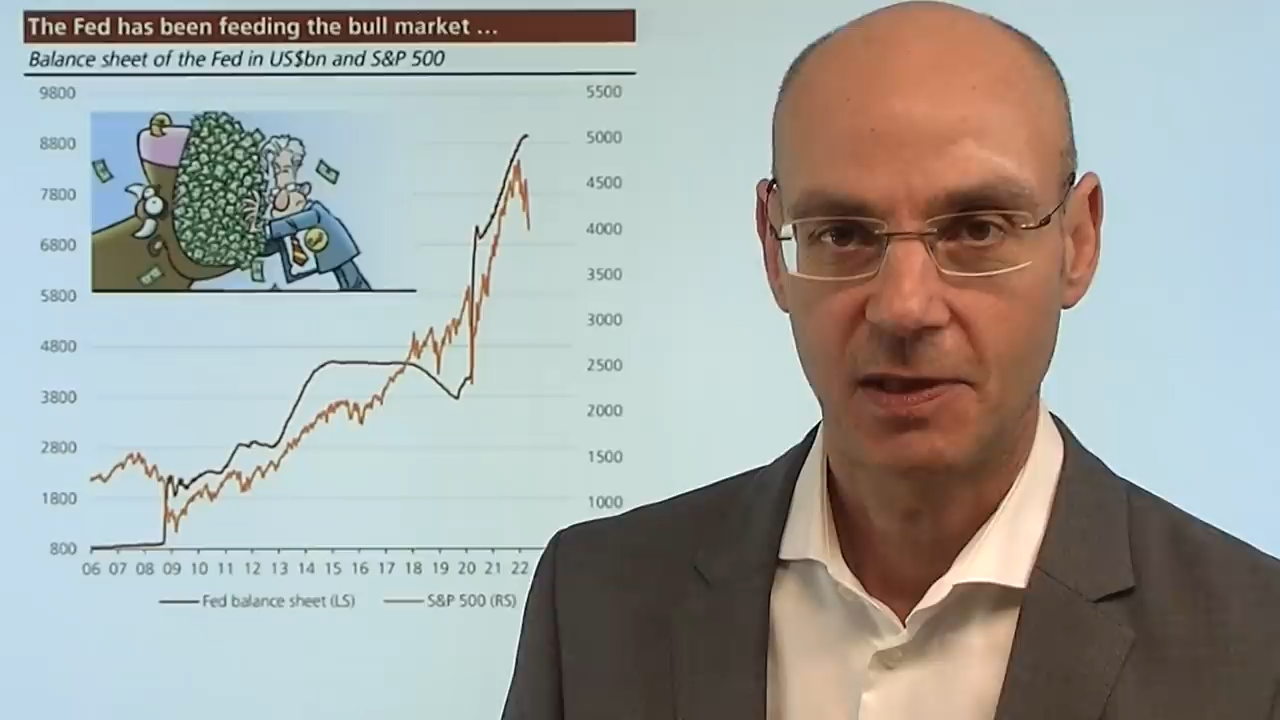 The Fed has been feeding the bull market ...
Balance sheet of the Fed in US$bn and S&P 500
9800 5500
8800 5000
7800 4500
6800 4000
5800 3500
4800 3000
3800 2500
2800 2000
1800 1500
800 1000
06 07 08 09 10 11 12 13 14 15 16 17 18 19 20 21 22
Fed balance sheet (LS) S&P 500 (RS)